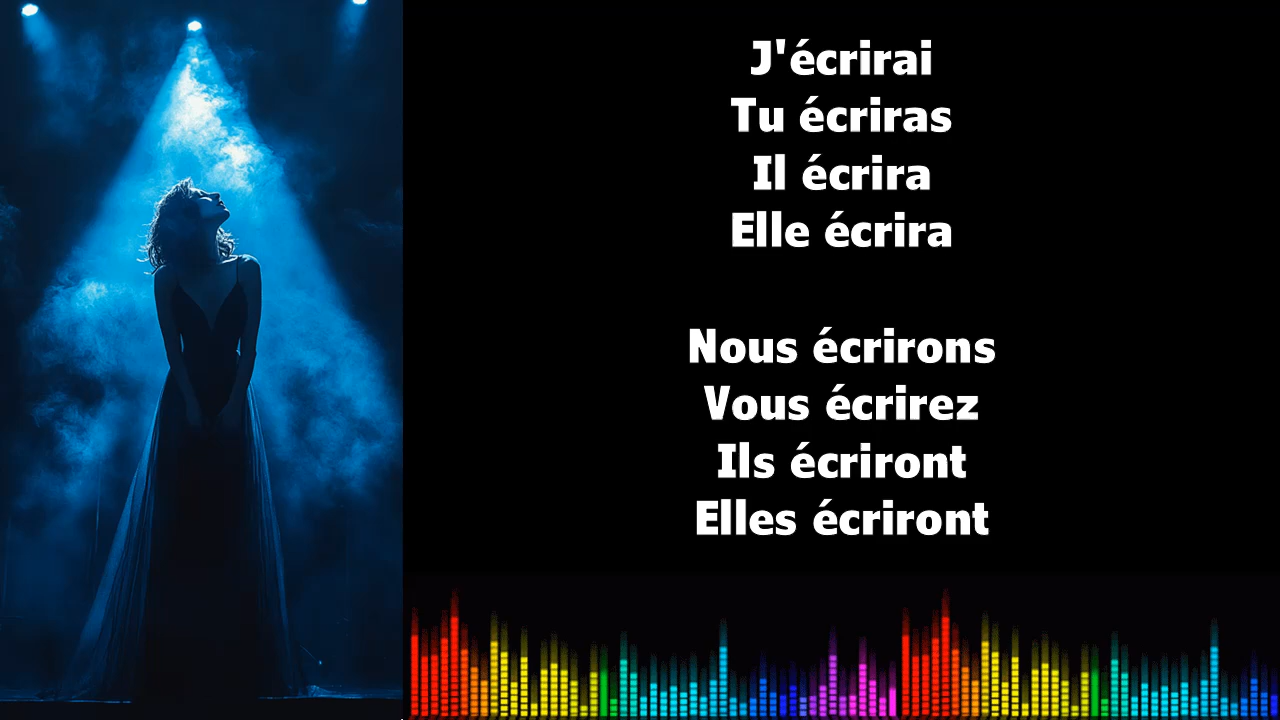 J'écrirai
Tu écriras
Il écrira
Elle écrira
Nous écrirons
Vous écrirez
Ils écriront
Elles écriront